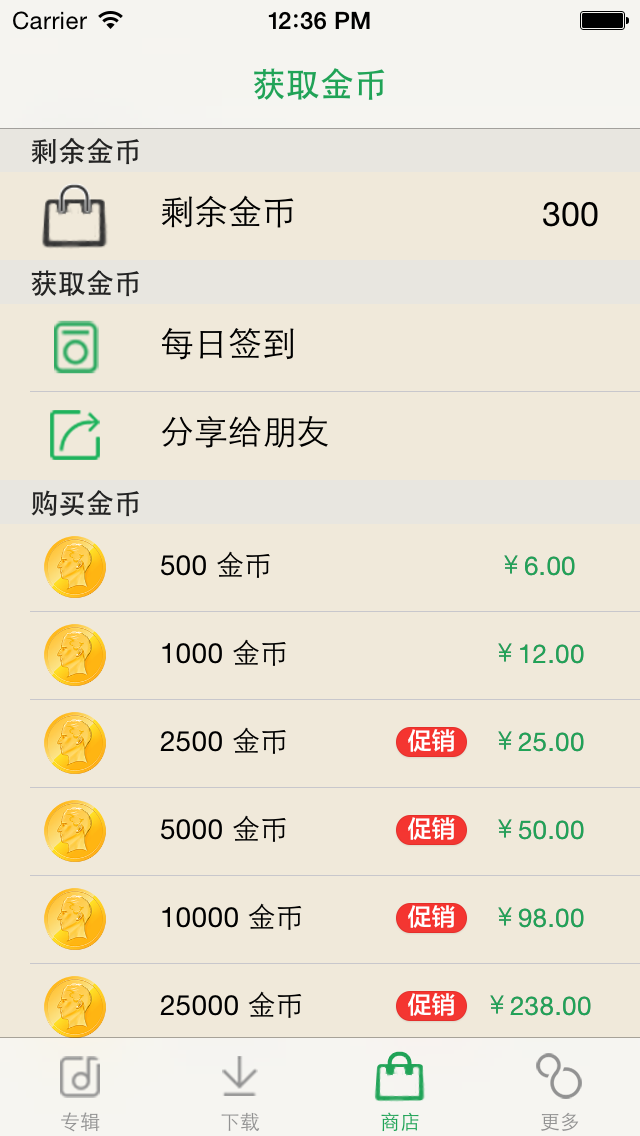 Carrier 12:36 PM
获取金币
剩余金币
剩余金币 300
获取金币
每日签到
分享给朋友
购买金币
500 金币 ¥6.00
1000 金币 ¥12.00
2500 金币 促销 ¥25.00
5000 金币 促销 ¥50.00
10000 金币 促销 ¥98.00
25000 金币 促销 ¥238.00
专辑 下载 商店 更多